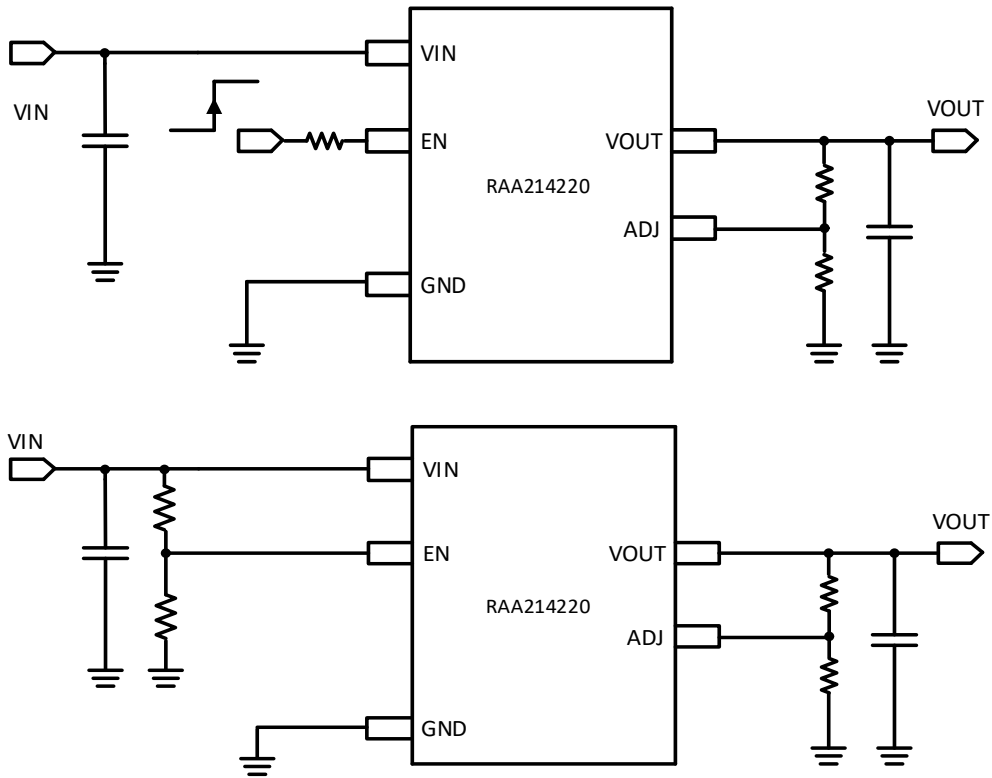 VIN
VIN
EN
VOUT
VOUT
RAA214220
ADJ
GND
VIN
VIN
EN
VOUT
VOUT
RAA214220
ADJ
GND